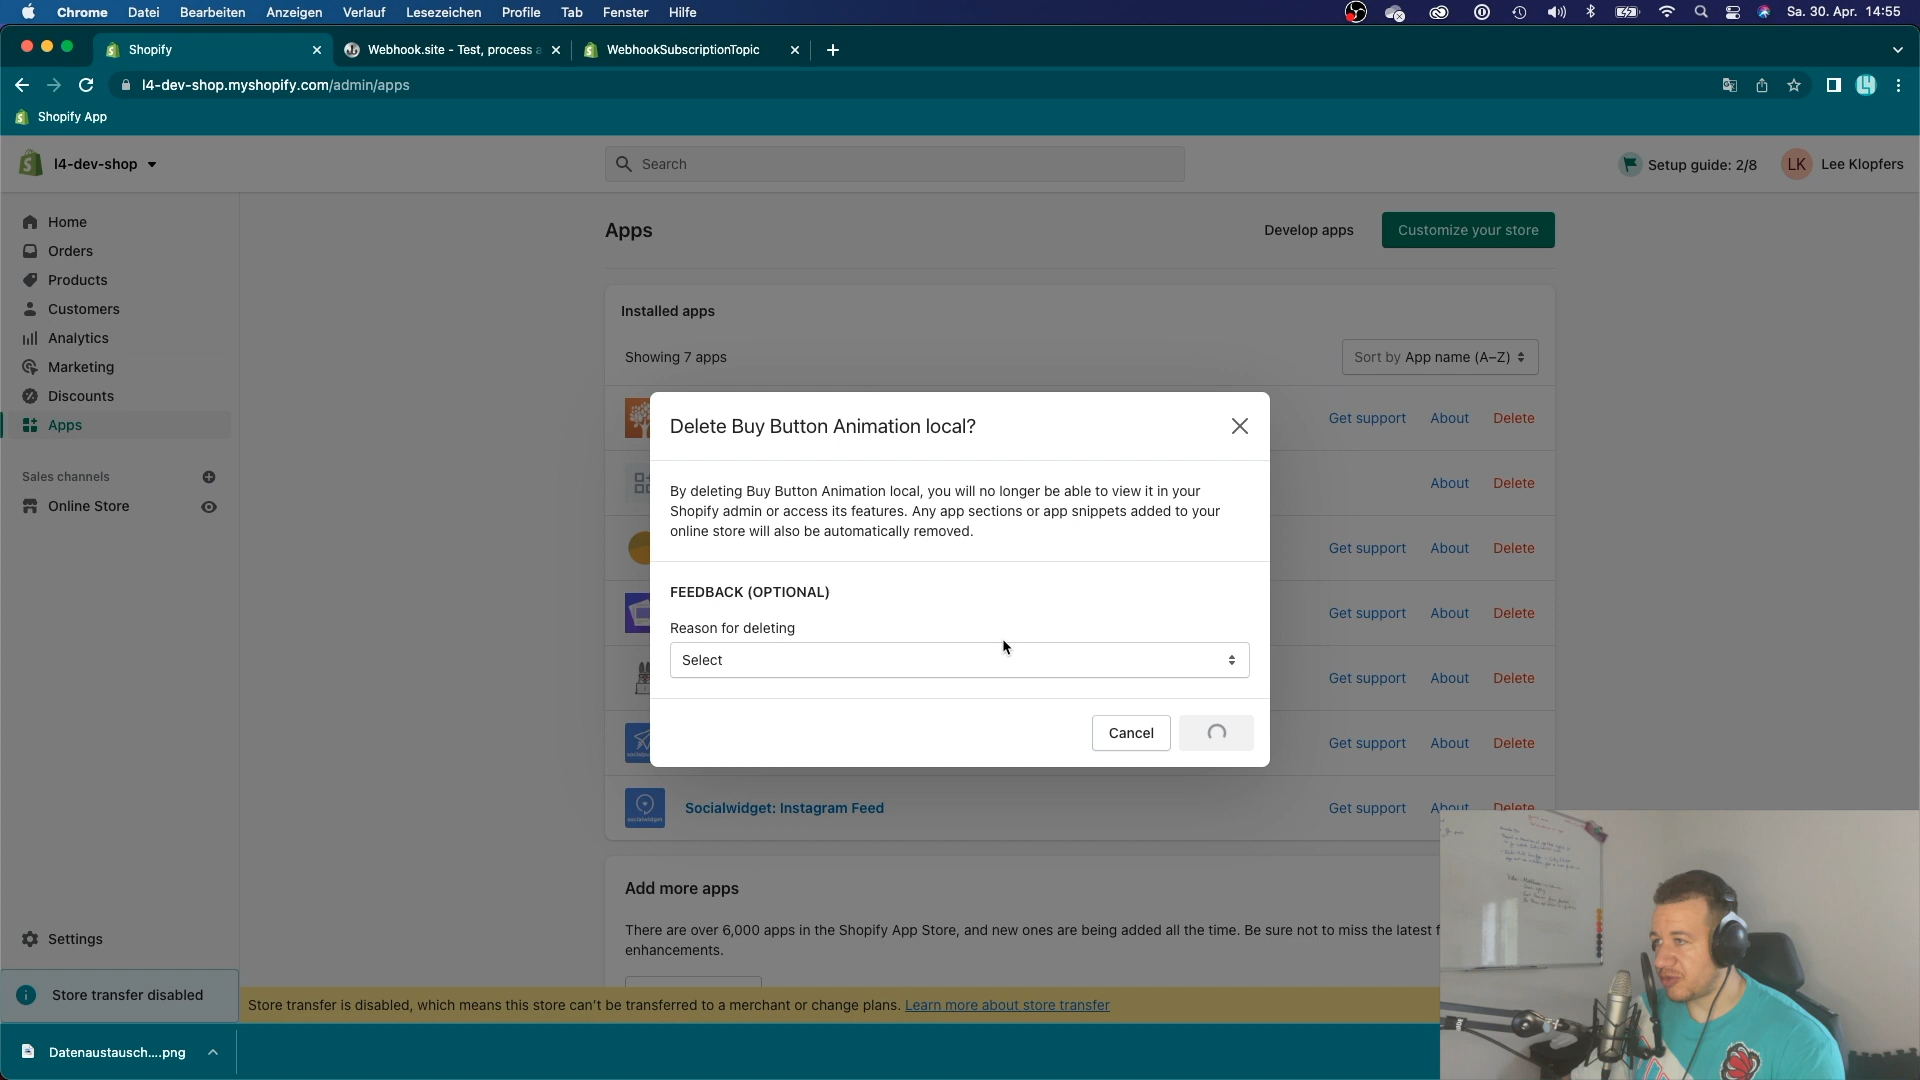 Chrome Datei Bearbeiten Anzeigen Verlauf Lesezeichen Profile Tab Fenster Hilfe Sa. 30. Apr. 14:55
Shopify Webhook.site - Test, process a WebhookSubscriptionTopic
l4-dev-shop.myshopify.com/admin/apps
Shopify App
l4-dev-shop Search Setup guide: 2/8 LK Lee Klopfers
Home
Orders
Products
Customers
Analytics
Marketing
Discounts
Apps
Sales channels
Online Store
Settings
Store transfer disabled
Apps Develop apps Customize your store
Installed apps
Showing 7 apps Sort by App name (A–Z)
Get support About Delete
About Delete
Get support About Delete
Get support About Delete
Get support About Delete
Get support About Delete
socialwidget Socialwidget: Instagram Feed Get support About Delete
Delete Buy Button Animation local?
By deleting Buy Button Animation local, you will no longer be able to view it in your
Shopify admin or access its features. Any app sections or app snippets added to your
online store will also be automatically removed.
FEEDBACK (OPTIONAL)
Reason for deleting
Select
Cancel
Add more apps
There are over 6,000 apps in the Shopify App Store, and new ones are being added all the time. Be sure not to miss the latest f
enhancements.
Store transfer is disabled, which means this store can't be transferred to a merchant or change plans. Learn more about store transfer
Datenaustausch....png